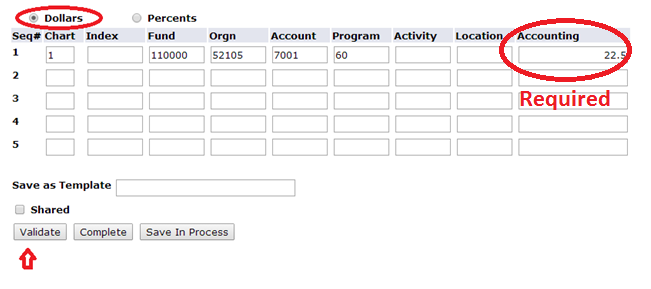 Dollars Percents
Seq# Chart Index Fund Orgn Account Program Activity Location Accounting
1 1 110000 52105 7001 60 22.5
2
3 Required
4
5
Save as Template
Shared
Validate Complete Save In Process